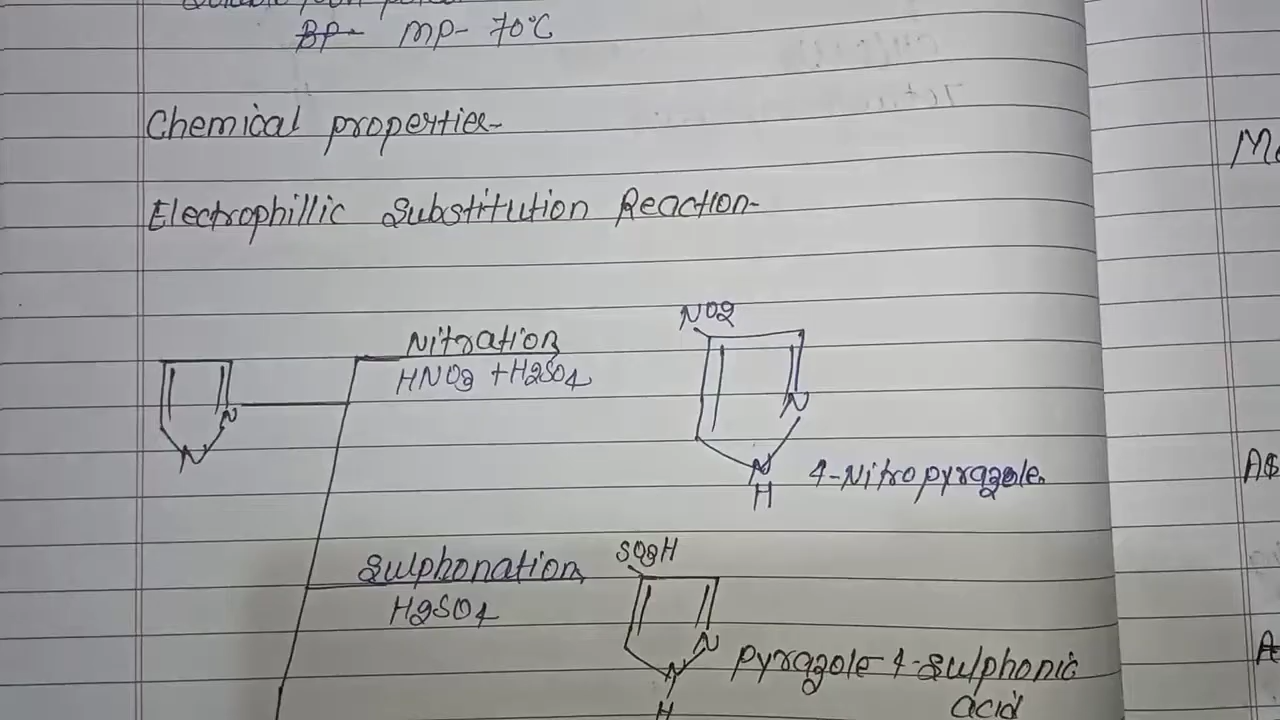 BP- MP- 70°C
Chemical properties-
Electrophillic Substitution Reaction-
Nitration
HNO3 + H2SO4
NO2
N
N
N
N
H
4-Nitropyrazole
Sulphonation
H2SO4
SO3H
N
N
H
Pyrazole-4-Sulphonic
acid